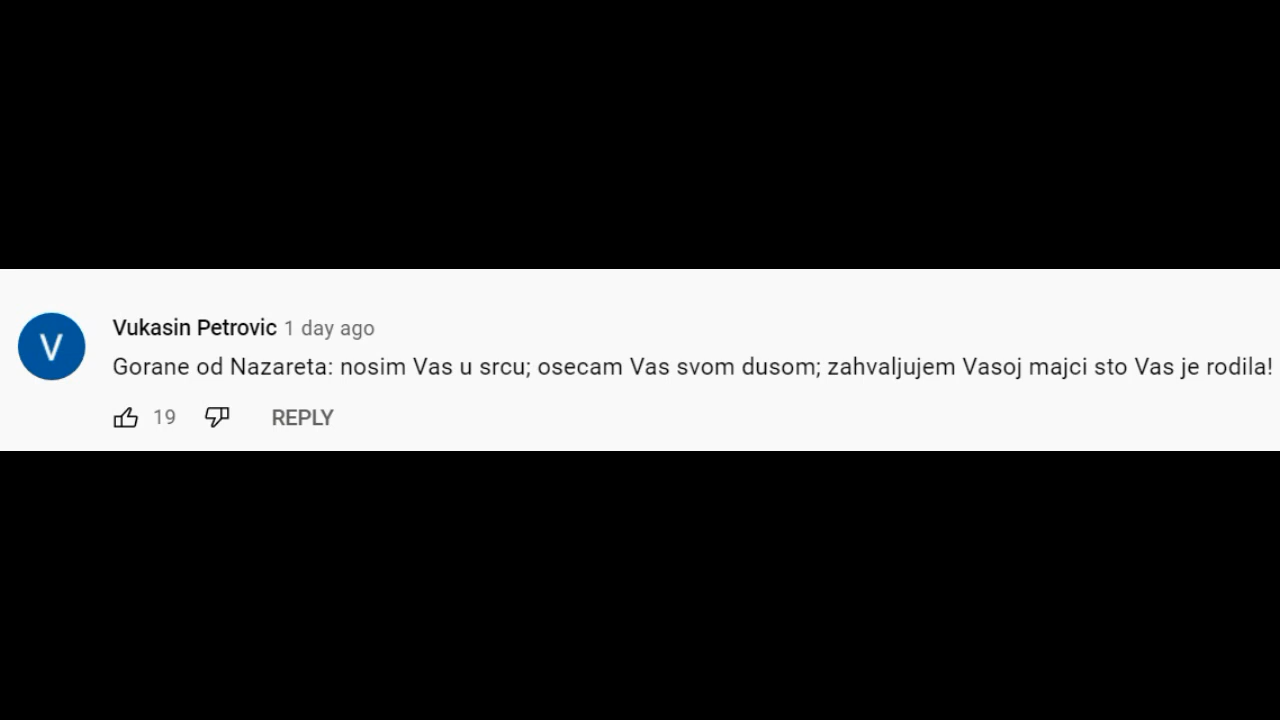 V
Vukasin Petrovic 1 day ago
Gorane od Nazareta: nosim Vas u srcu; osecam Vas svom dusom; zahvaljujem Vasoj majci sto Vas je rodila!
19 REPLY